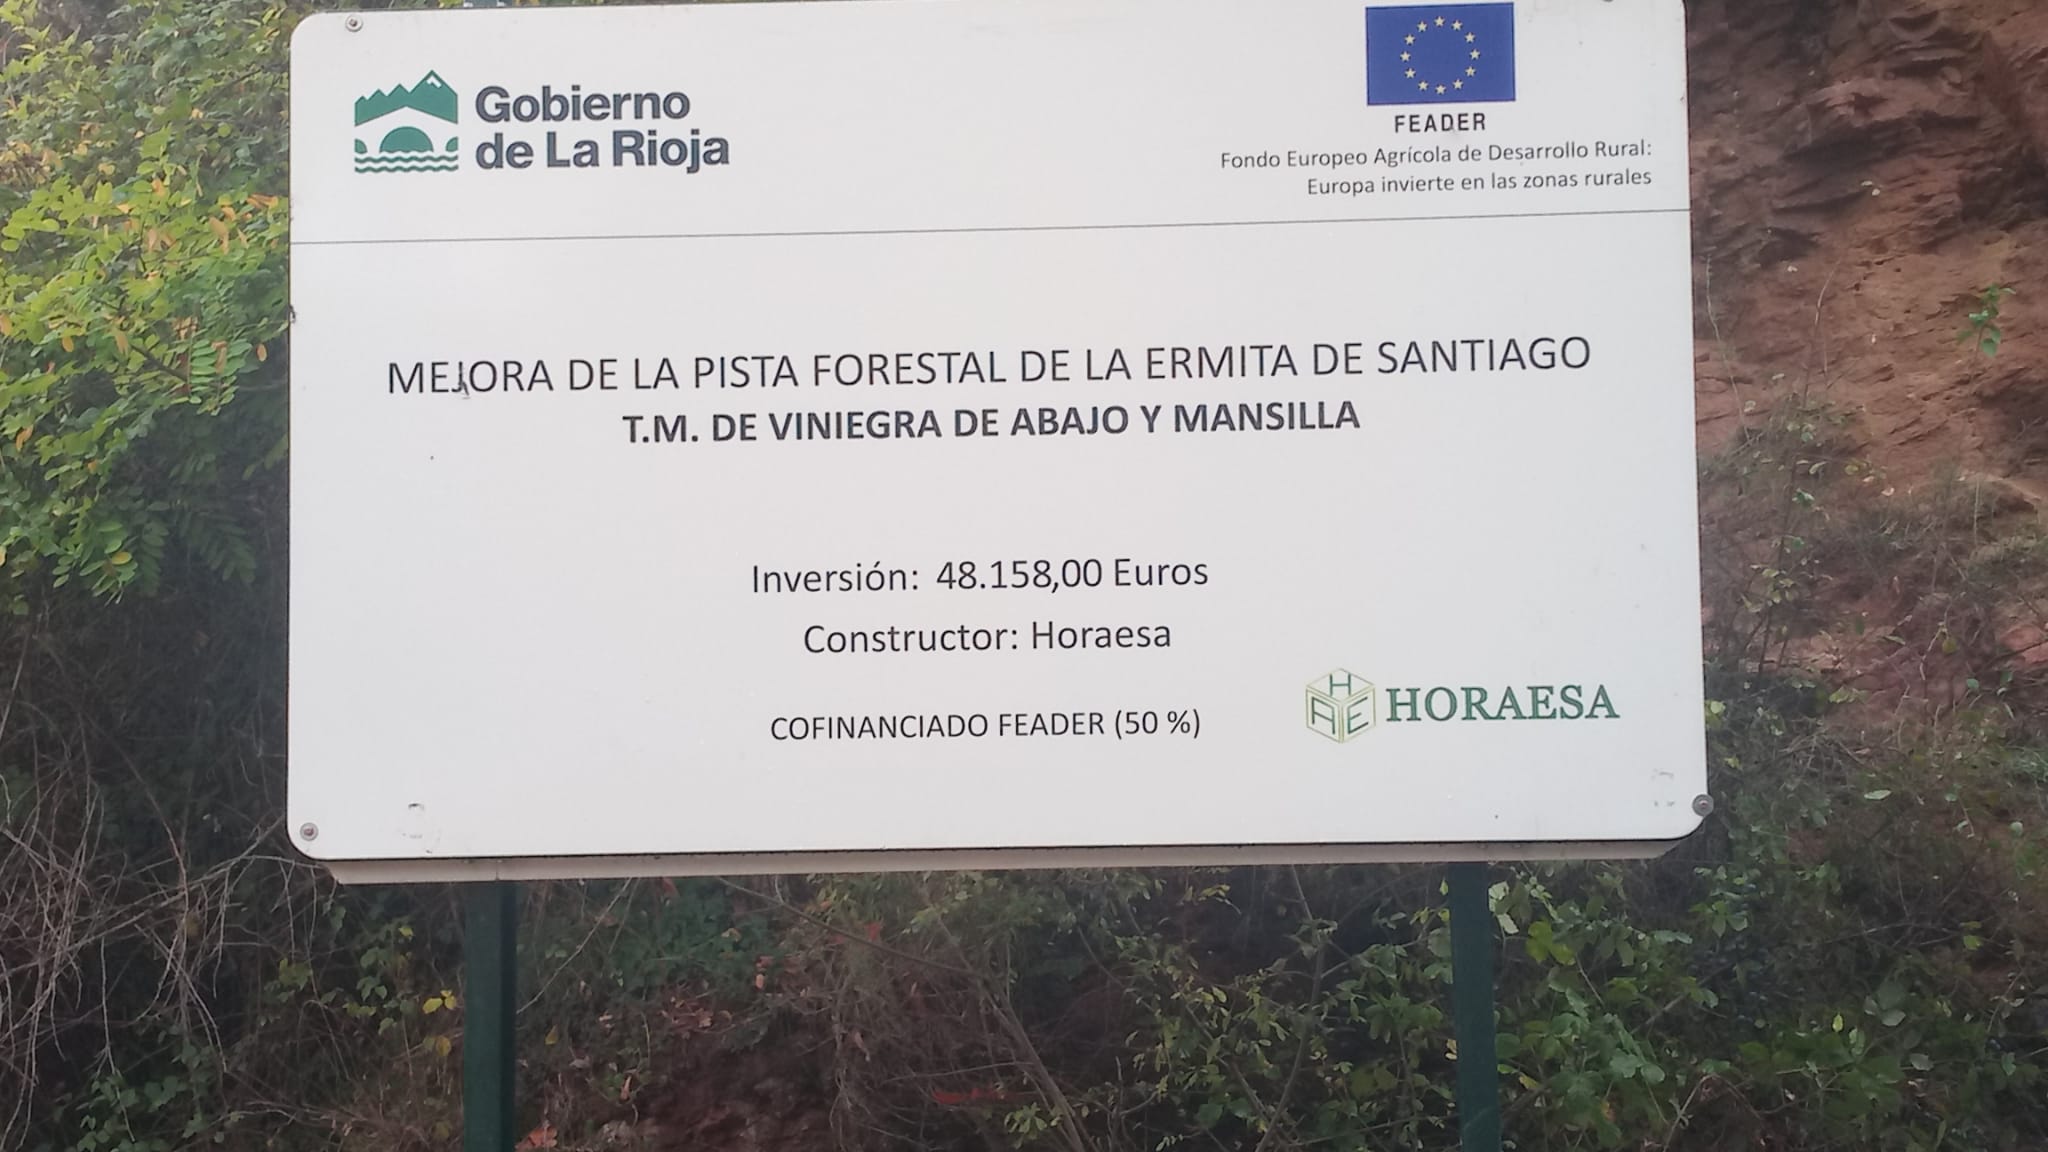 Gobierno
de La Rioja
FEADER
Fondo Europeo Agrícola de Desarrollo Rural:
Europa invierte en las zonas rurales
MEJORA DE LA PISTA FORESTAL DE LA ERMITA DE SANTIAGO
T.M. DE VINIEGRA DE ABAJO Y MANSILLA
Inversión: 48.158,00 Euros
Constructor: Horaesa
COFINANCIADO FEADER (50 %)
H
A E
HORAESA